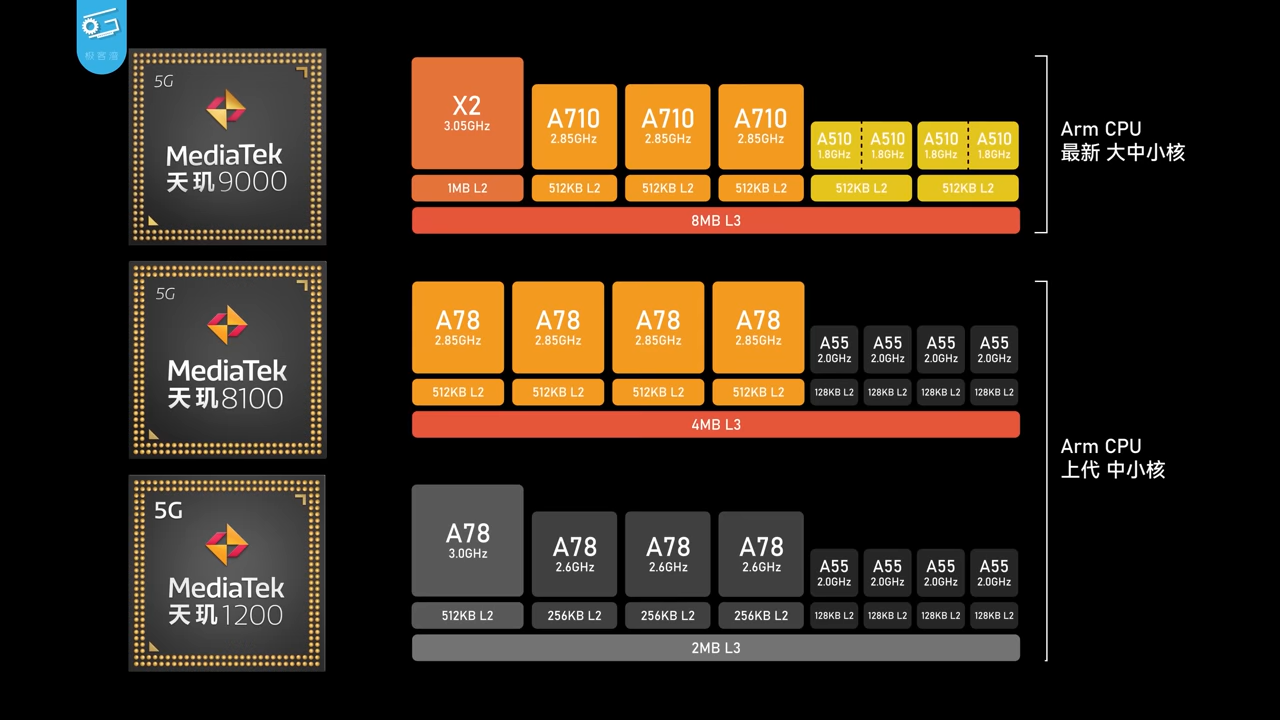 极客湾
5G
MediaTek
天玑9000
X2
3.05GHz
A710
2.85GHz
A710
2.85GHz
A710
2.85GHz
A510
1.8GHz
A510
1.8GHz
A510
1.8GHz
A510
1.8GHz
1MB L2
512KB L2
512KB L2
512KB L2
512KB L2
512KB L2
8MB L3
Arm CPU
最新 大中小核
5G
MediaTek
天玑8100
A78
2.85GHz
A78
2.85GHz
A78
2.85GHz
A78
2.85GHz
A55
2.0GHz
A55
2.0GHz
A55
2.0GHz
A55
2.0GHz
512KB L2
512KB L2
512KB L2
512KB L2
128KB L2
128KB L2
128KB L2
128KB L2
4MB L3
Arm CPU
上代 中小核
5G
MediaTek
天玑1200
A78
3.0GHz
A78
2.6GHz
A78
2.6GHz
A78
2.6GHz
A55
2.0GHz
A55
2.0GHz
A55
2.0GHz
A55
2.0GHz
512KB L2
256KB L2
256KB L2
256KB L2
128KB L2
128KB L2
128KB L2
128KB L2
2MB L3